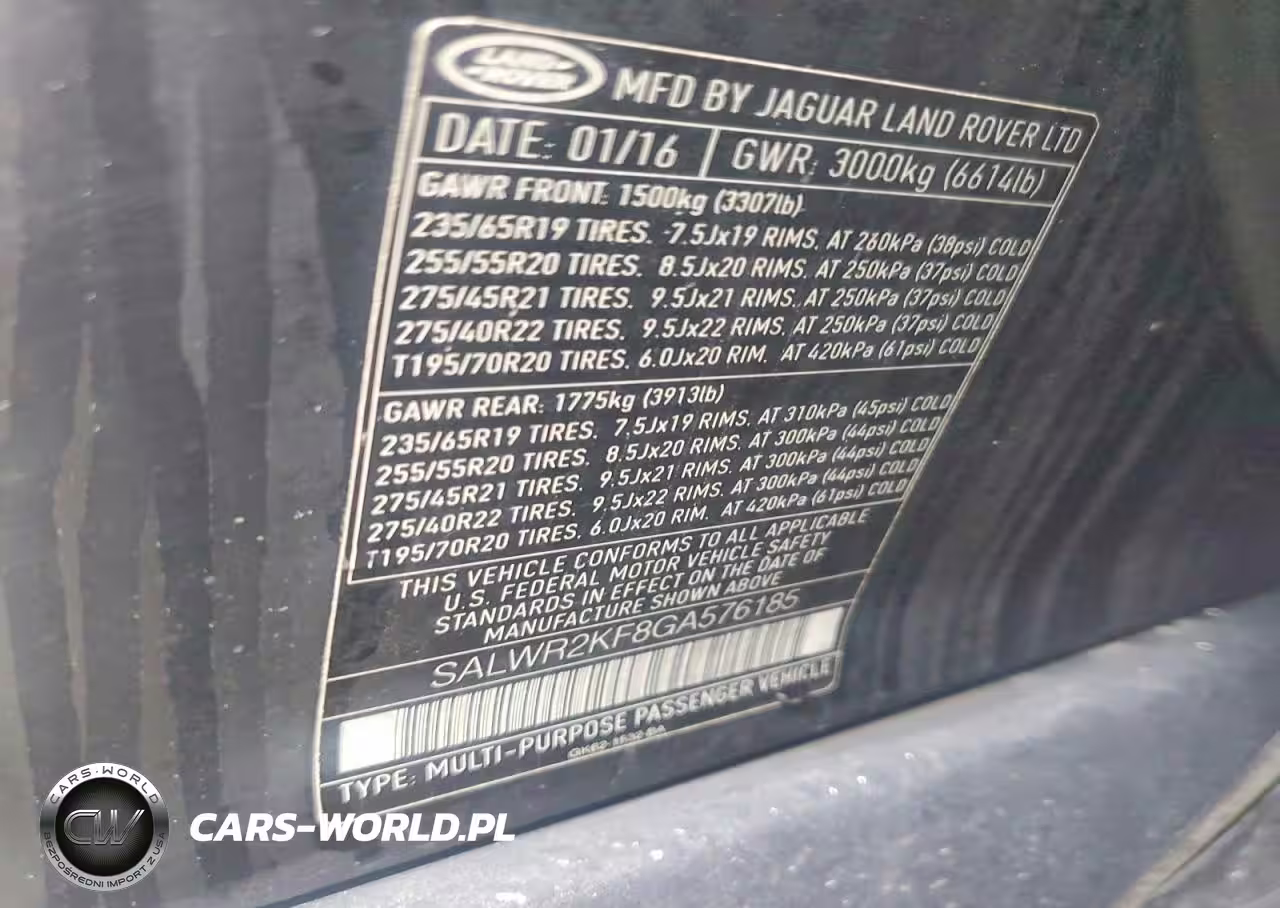 LAND ROVER
MFD BY JAGUAR LAND ROVER LTD
DATE: 01/16 GWR: 3000kg (6614lb)
GAWR FRONT: 1500kg (3307lb)
235/65R19 TIRES. 7.5Jx19 RIMS. AT 260kPa (38psi) COLD
255/55R20 TIRES. 8.5Jx20 RIMS. AT 250kPa (37psi) COLD
275/45R21 TIRES. 9.5Jx21 RIMS. AT 250kPa (37psi) COLD
275/40R22 TIRES. 9.5Jx22 RIMS. AT 250kPa (37psi) COLD
T195/70R20 TIRES. 6.0Jx20 RIM. AT 420kPa (61psi) COLD
GAWR REAR: 1775kg (3913lb)
235/65R19 TIRES. 7.5Jx19 RIMS. AT 310kPa (45psi) COLD
255/55R20 TIRES. 8.5Jx20 RIMS. AT 300kPa (44psi) COLD
275/45R21 TIRES. 9.5Jx21 RIMS. AT 300kPa (44psi) COLD
275/40R22 TIRES. 9.5Jx22 RIMS. AT 300kPa (44psi) COLD
T195/70R20 TIRES. 6.0Jx20 RIM. AT 420kPa (61psi) COLD
THIS VEHICLE CONFORMS TO ALL APPLICABLE
U.S. FEDERAL MOTOR VEHICLE SAFETY
STANDARDS IN EFFECT ON THE DATE OF
MANUFACTURE SHOWN ABOVE
SALWR2KF8GA576185
TYPE: MULTI-PURPOSE PASSENGER VEHICLE
CARS-WORLD
CW
BEZPOŚREDNI IMPORT Z USA
CARS-WORLD.PL